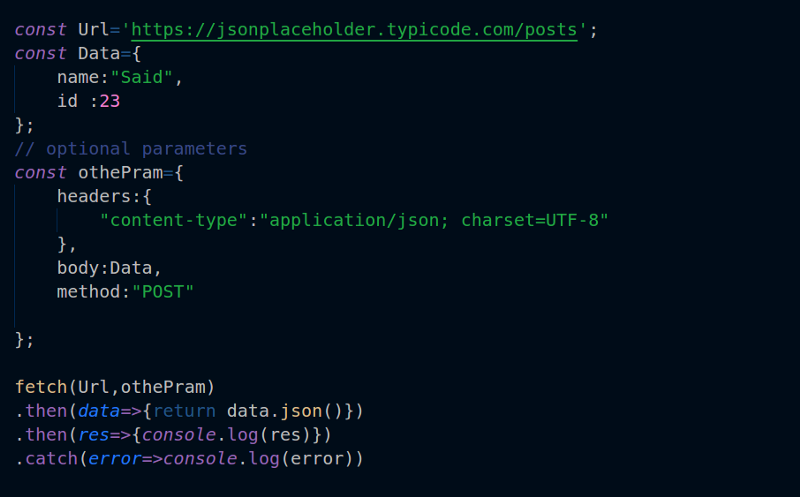 const Url='https://jsonplaceholder.typicode.com/posts';
const Data={
    name:"Said",
    id :23
};
// optional parameters
const othePram={
    headers:{
        "content-type":"application/json; charset=UTF-8"
    },
    body:Data,
    method:"POST"

};

fetch(Url,othePram)
.then(data=>{return data.json()})
.then(res=>{console.log(res)})
.catch(error=>console.log(error))